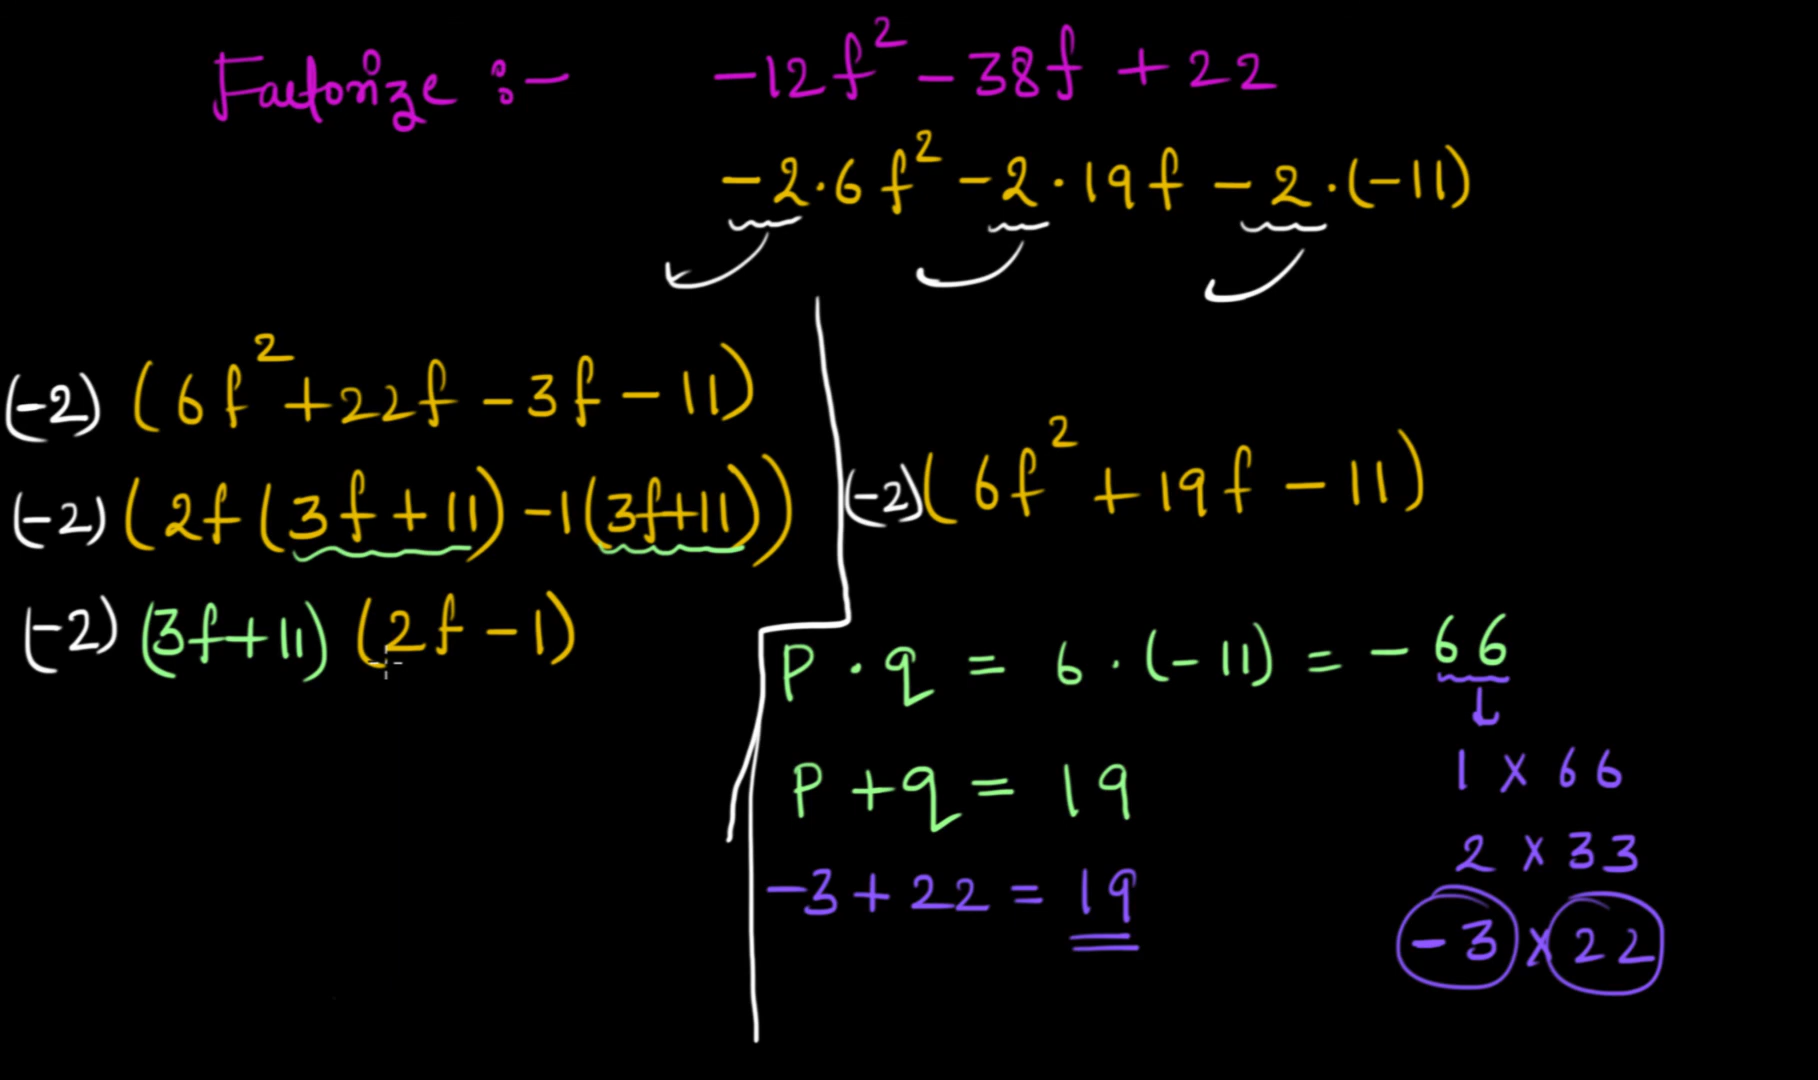 Factorize :- -12f² - 38f + 22
-2·6f² - 2·19f - 2·(-11)
(-2)(6f² + 19f - 11)
p·q = 6·(-11) = -66
1 × 66
p + q = 19
2 × 33
-3 + 22 = 19
-3 × 22
(-2)(6f² + 22f - 3f - 11)
(-2)(2f(3f + 11) - 1(3f+11))
(-2)(3f+11)(2f - 1)